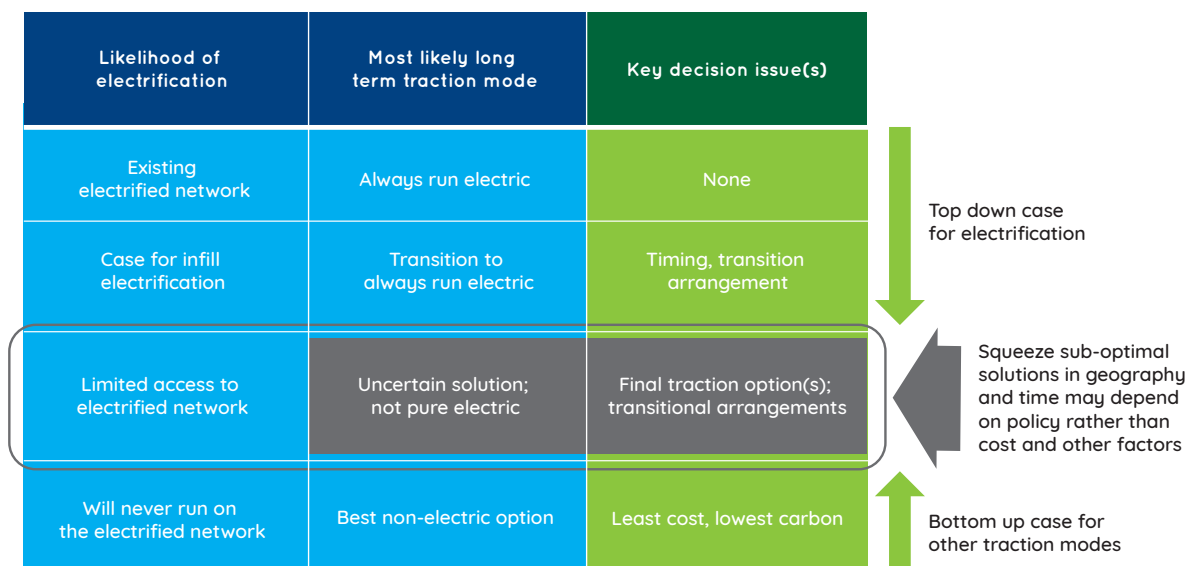 Likelihood of
electrification
Most likely long
term traction mode
Key decision issue(s)
Existing
electrified network
Always run electric
None
Top down case
for electrification
Case for infill
electrification
Transition to
always run electric
Timing, transition
arrangement
Limited access to
electrified network
Uncertain solution;
not pure electric
Final traction option(s);
transitional arrangements
Squeeze sub-optimal
solutions in geography
and time may depend
on policy rather than
cost and other factors
Will never run on
the electrified network
Best non-electric option
Least cost, lowest carbon
Bottom up case for
other traction modes